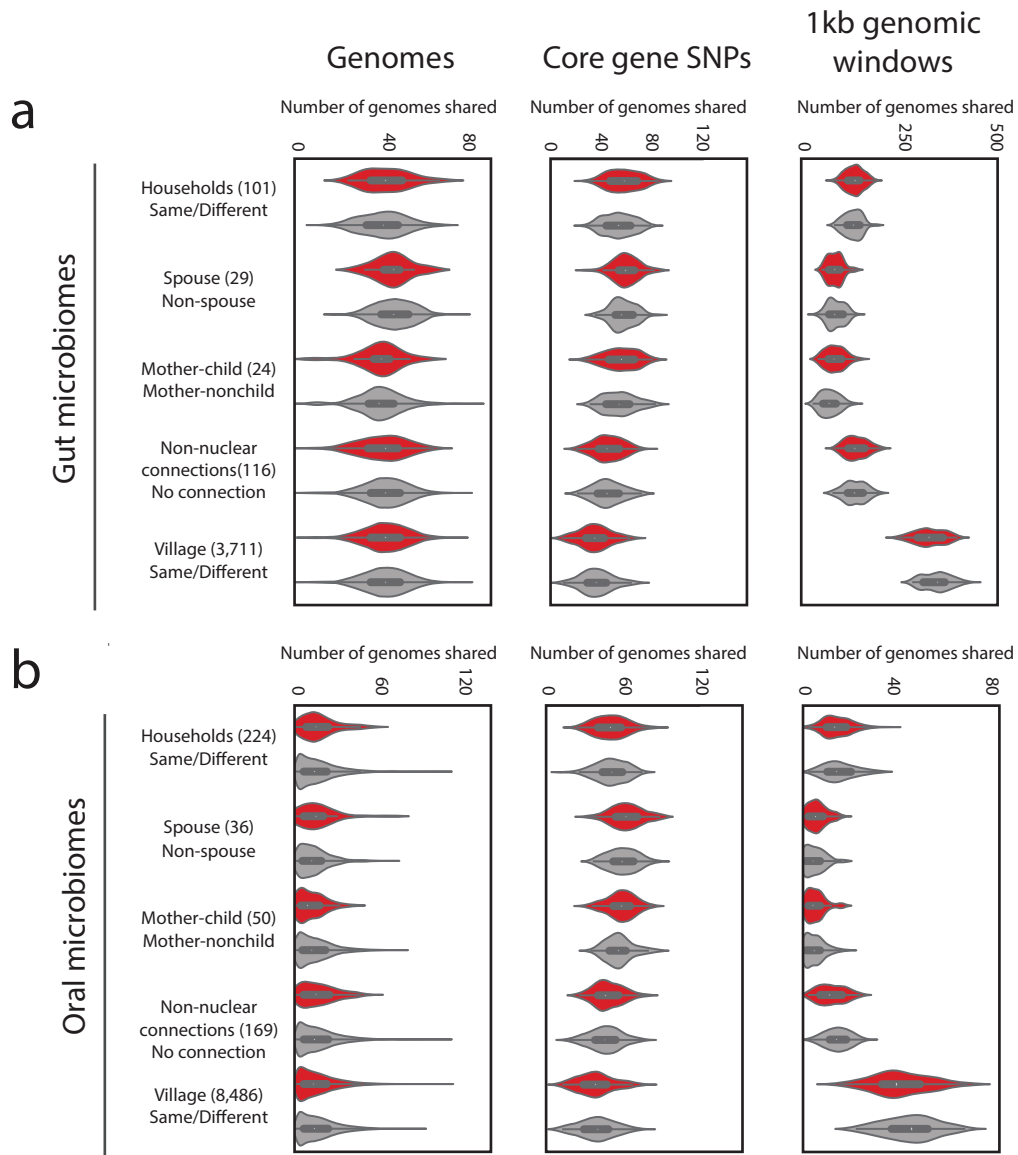 Genomes
Core gene SNPs
1kb genomic
windows
a
Number of genomes shared
Number of genomes shared
Number of genomes shared
0
40
80
0
40
80
120
0
250
500
Gut microbiomes
Households (101)
Same/Different
Spouse (29)
Non-spouse
Mother-child (24)
Mother-nonchild
Non-nuclear
connections(116)
No connection
Village (3,711)
Same/Different
b
Number of genomes shared
Number of genomes shared
Number of genomes shared
0
60
120
0
60
120
0
40
80
Oral microbiomes
Households (224)
Same/Different
Spouse (36)
Non-spouse
Mother-child (50)
Mother-nonchild
Non-nuclear
connections (169)
No connection
Village (8,486)
Same/Different